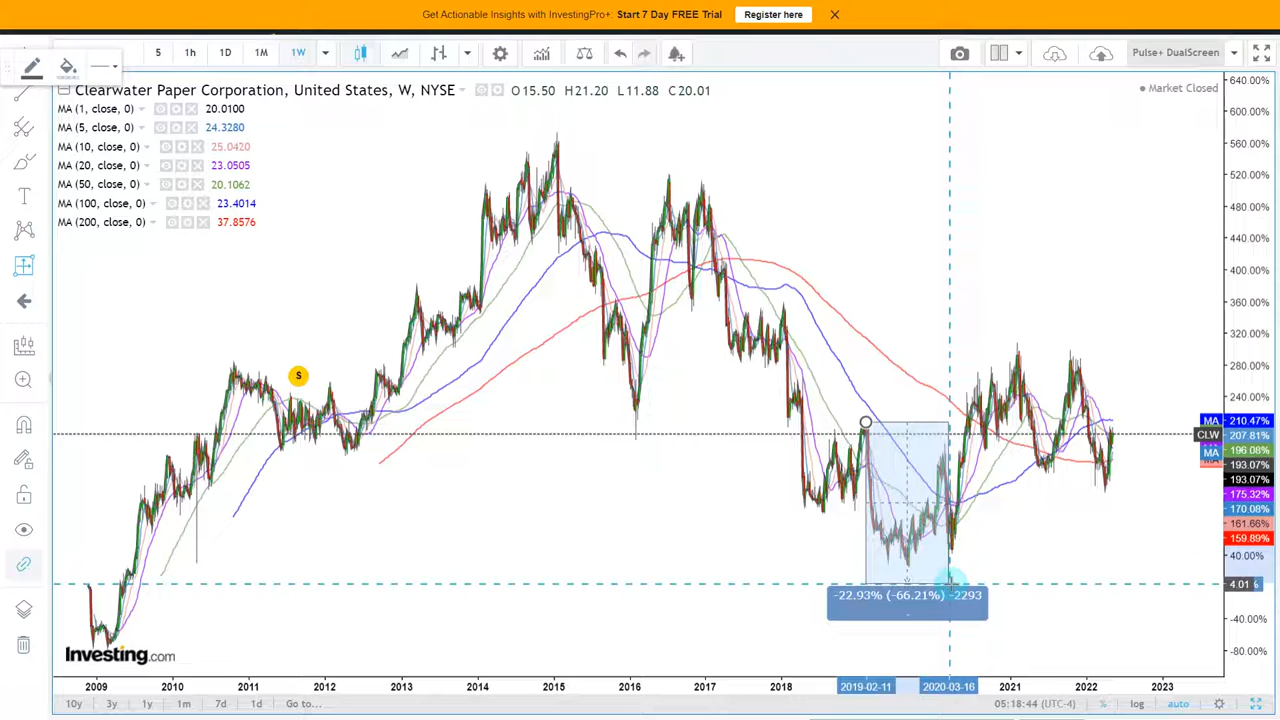 Get Actionable Insights with InvestingPro+: Start 7 Day FREE Trial Register here
5 1h 1D 1M 1W Pulse+ DualScreen
Clearwater Paper Corporation, United States, W, NYSE O15.50 H21.20 L11.88 C20.01
Market Closed
MA (1, close, 0) 20.0100
MA (5, close, 0) 24.3280
MA (10, close, 0) 25.0420
MA (20, close, 0) 23.0505
MA (50, close, 0) 20.1062
MA (100, close, 0) 23.4014
MA (200, close, 0) 37.8576
640.00%
600.00%
560.00%
520.00%
480.00%
440.00%
400.00%
360.00%
320.00%
280.00%
240.00%
S
MA 210.47%
CLW 207.81%
MA 196.08%
193.07%
193.07%
175.32%
170.08%
161.66%
159.89%
40.00%
4.01
-40.00%
-80.00%
-22.93% (-66.21%) -2293
Investing.com
2009 2010 2011 2012 2013 2014 2015 2016 2017 2018 2019-02-11 2020-03-16 2021 2022 2023
10y 3y 1y 1m 7d 1d Go to... 05:18:44 (UTC-4) % log auto